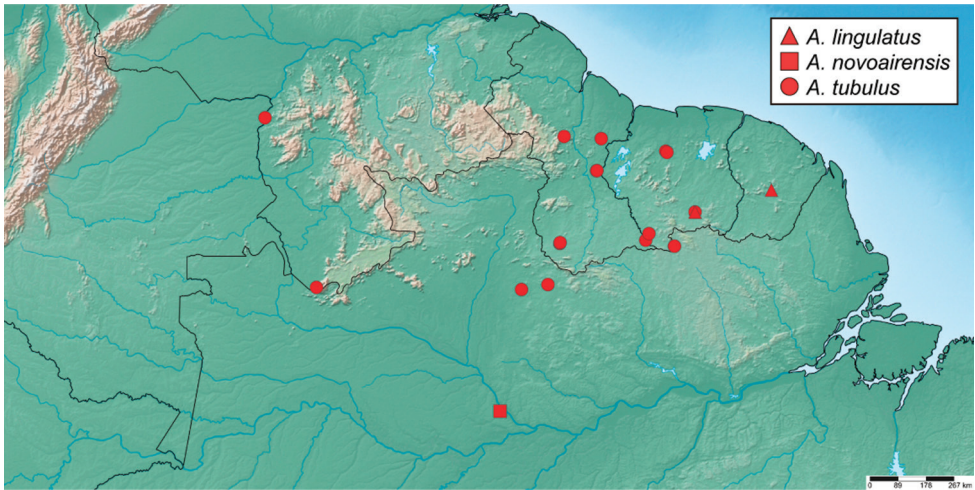 A. lingulatus
A. novoairensis
A. tubulus
0 89 178 267 km